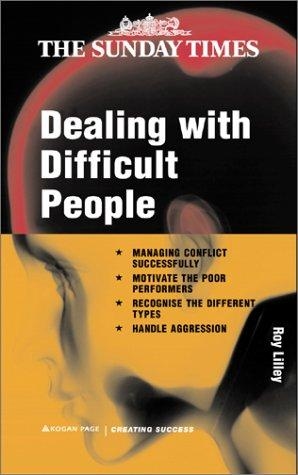 THE SUNDAY TIMES
Dealing with
Difficult
People
★ MANAGING CONFLICT
SUCCESSFULLY
★ MOTIVATE THE POOR
PERFORMERS
★ RECOGNISE THE DIFFERENT
TYPES
★ HANDLE AGGRESSION
Roy Lilley
KOGAN PAGE | CREATING SUCCESS